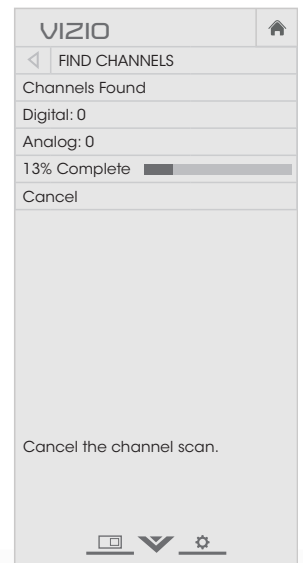 VIZIO
FIND CHANNELS
Channels Found
Digital: 0
Analog: 0
13% Complete
Cancel
Cancel the channel scan.